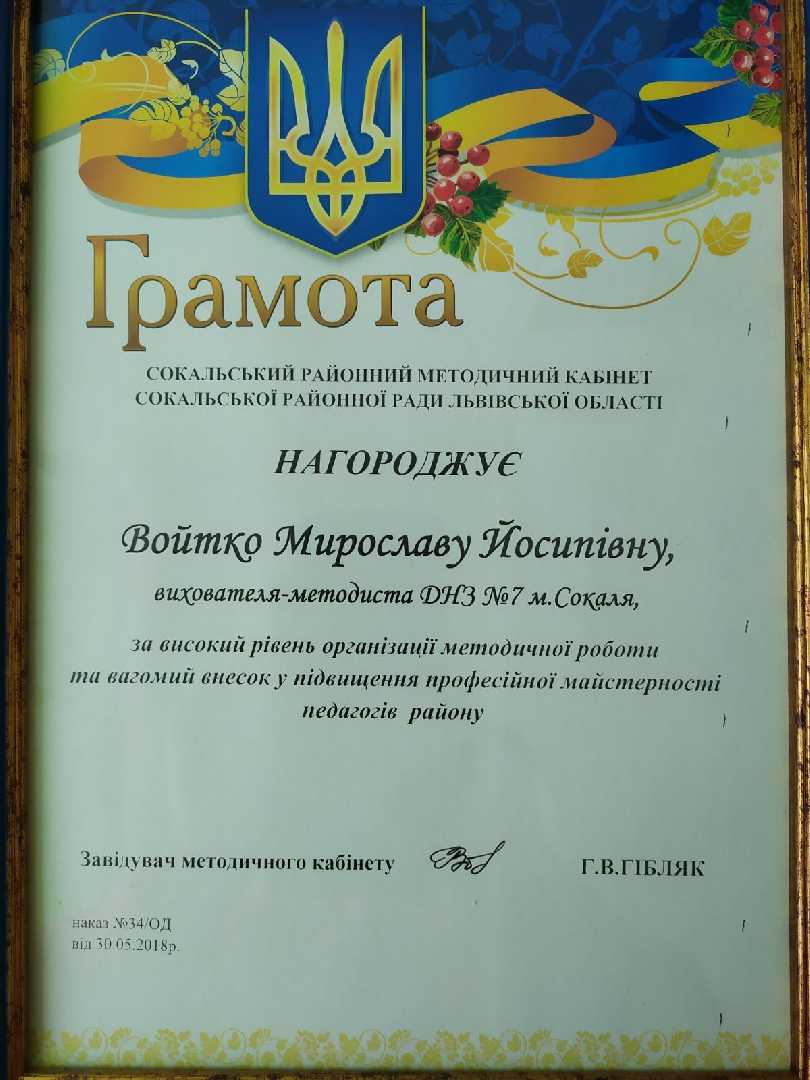 Грамота
СОКАЛЬСЬКИЙ РАЙОННИЙ МЕТОДИЧНИЙ КАБІНЕТ
СОКАЛЬСЬКОЇ РАЙОННОЇ РАДИ ЛЬВІВСЬКОЇ ОБЛАСТІ
НАГОРОДЖУЄ
Войтко Мирославу Йосипівну,
вихователя-методиста ДНЗ №7 м.Сокаля,
за високий рівень організації методичної роботи
та вагомий внесок у підвищення професійної майстерності
педагогів району
Завідувач методичного кабінету Г.В.ГІБЛЯК
наказ №34/ОД
від 30.05.2018р.